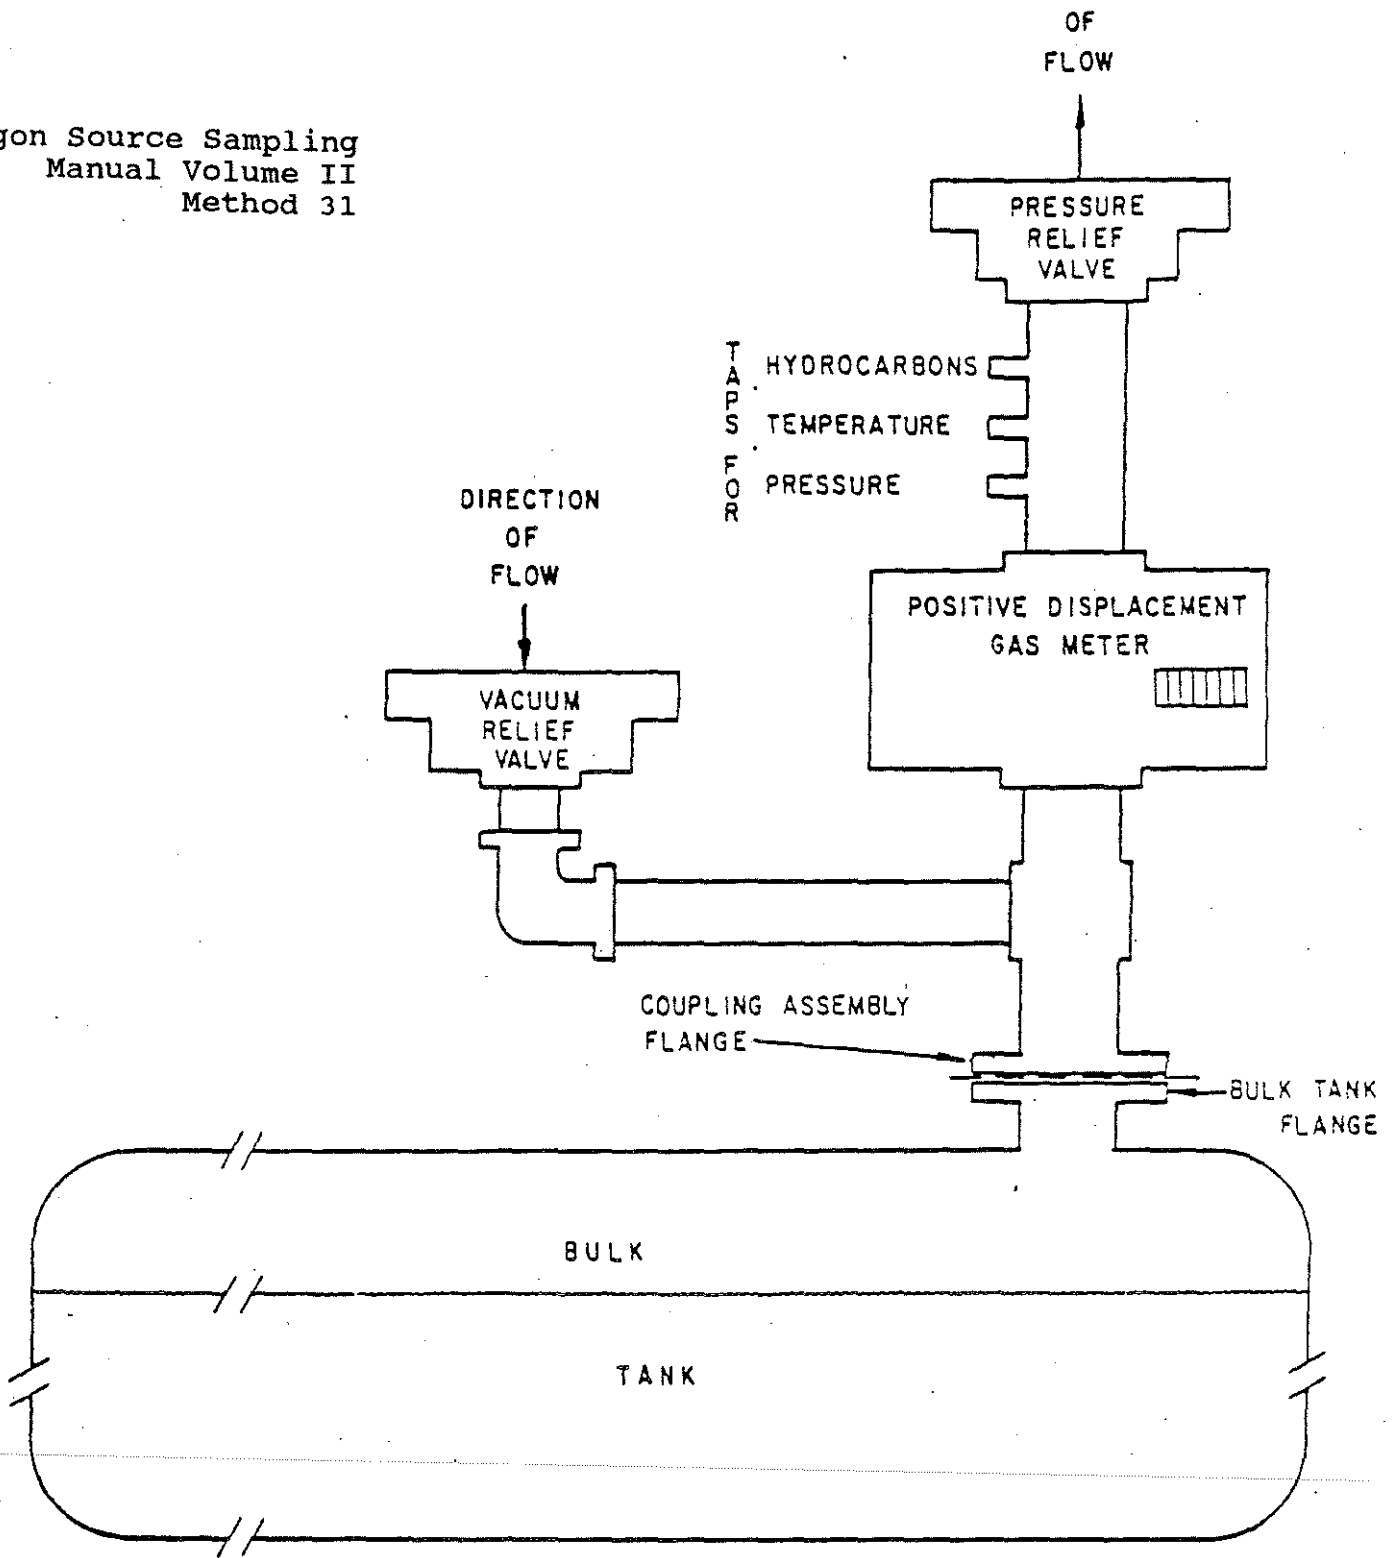 OF
FLOW
gon Source Sampling
Manual Volume II
Method 31
PRESSURE
RELIEF
VALVE
TAPS FOR
HYDROCARBONS
TEMPERATURE
PRESSURE
DIRECTION
OF
FLOW
POSITIVE DISPLACEMENT
GAS METER
VACUUM
RELIEF
VALVE
COUPLING ASSEMBLY
FLANGE
BULK TANK
FLANGE
BULK
TANK